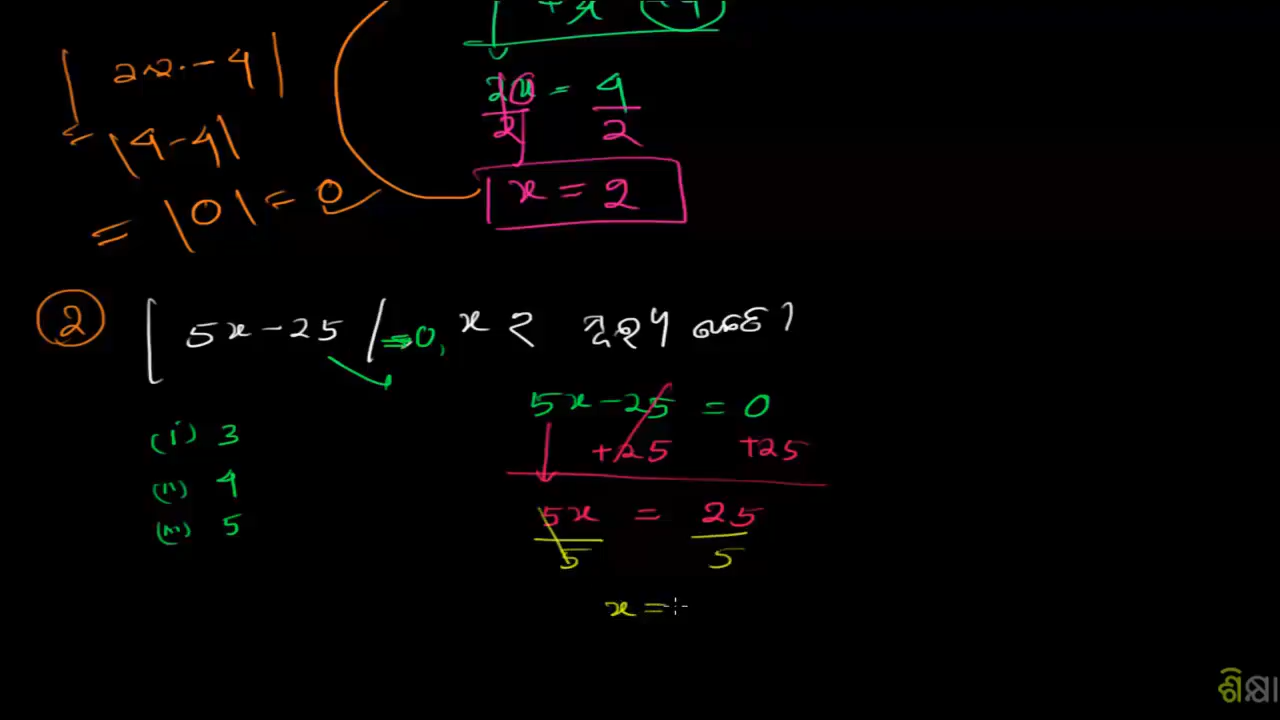 |2x2-4|
= |4-4|
= |0| = 0
2x = 4
2 2
x = 2
2 |5x-25| = 0, x ର
(i) 3
(ii) 4
(iii) 5
5x-25 = 0
+25 +25
5x = 25
5 5
x =
ଶିକ୍ଷା